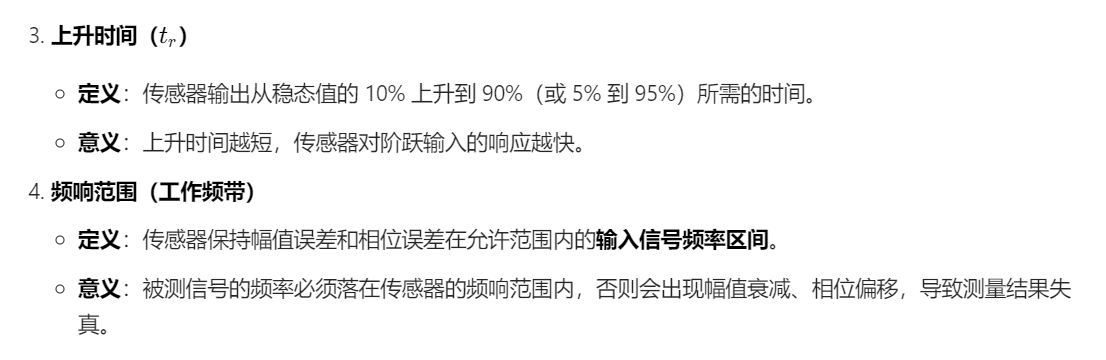 3. 上升时间（tr）
定义：传感器输出从稳态值的 10% 上升到 90%（或 5% 到 95%）所需的时间。
意义：上升时间越短，传感器对阶跃输入的响应越快。
4. 频响范围（工作频带）
定义：传感器保持幅值误差和相位误差在允许范围内的输入信号频率区间。
意义：被测信号的频率必须落在传感器的频响范围内，否则会出现幅值衰减、相位偏移，导致测量结果失
真。